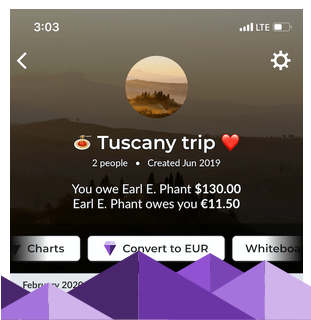 3:03 LTE
🍝 Tuscany trip ❤️
2 people • Created Jun 2019
You owe Earl E. Phant $130.00
Earl E. Phant owes you €11.50
Charts Convert to EUR Whiteboa
February 2020